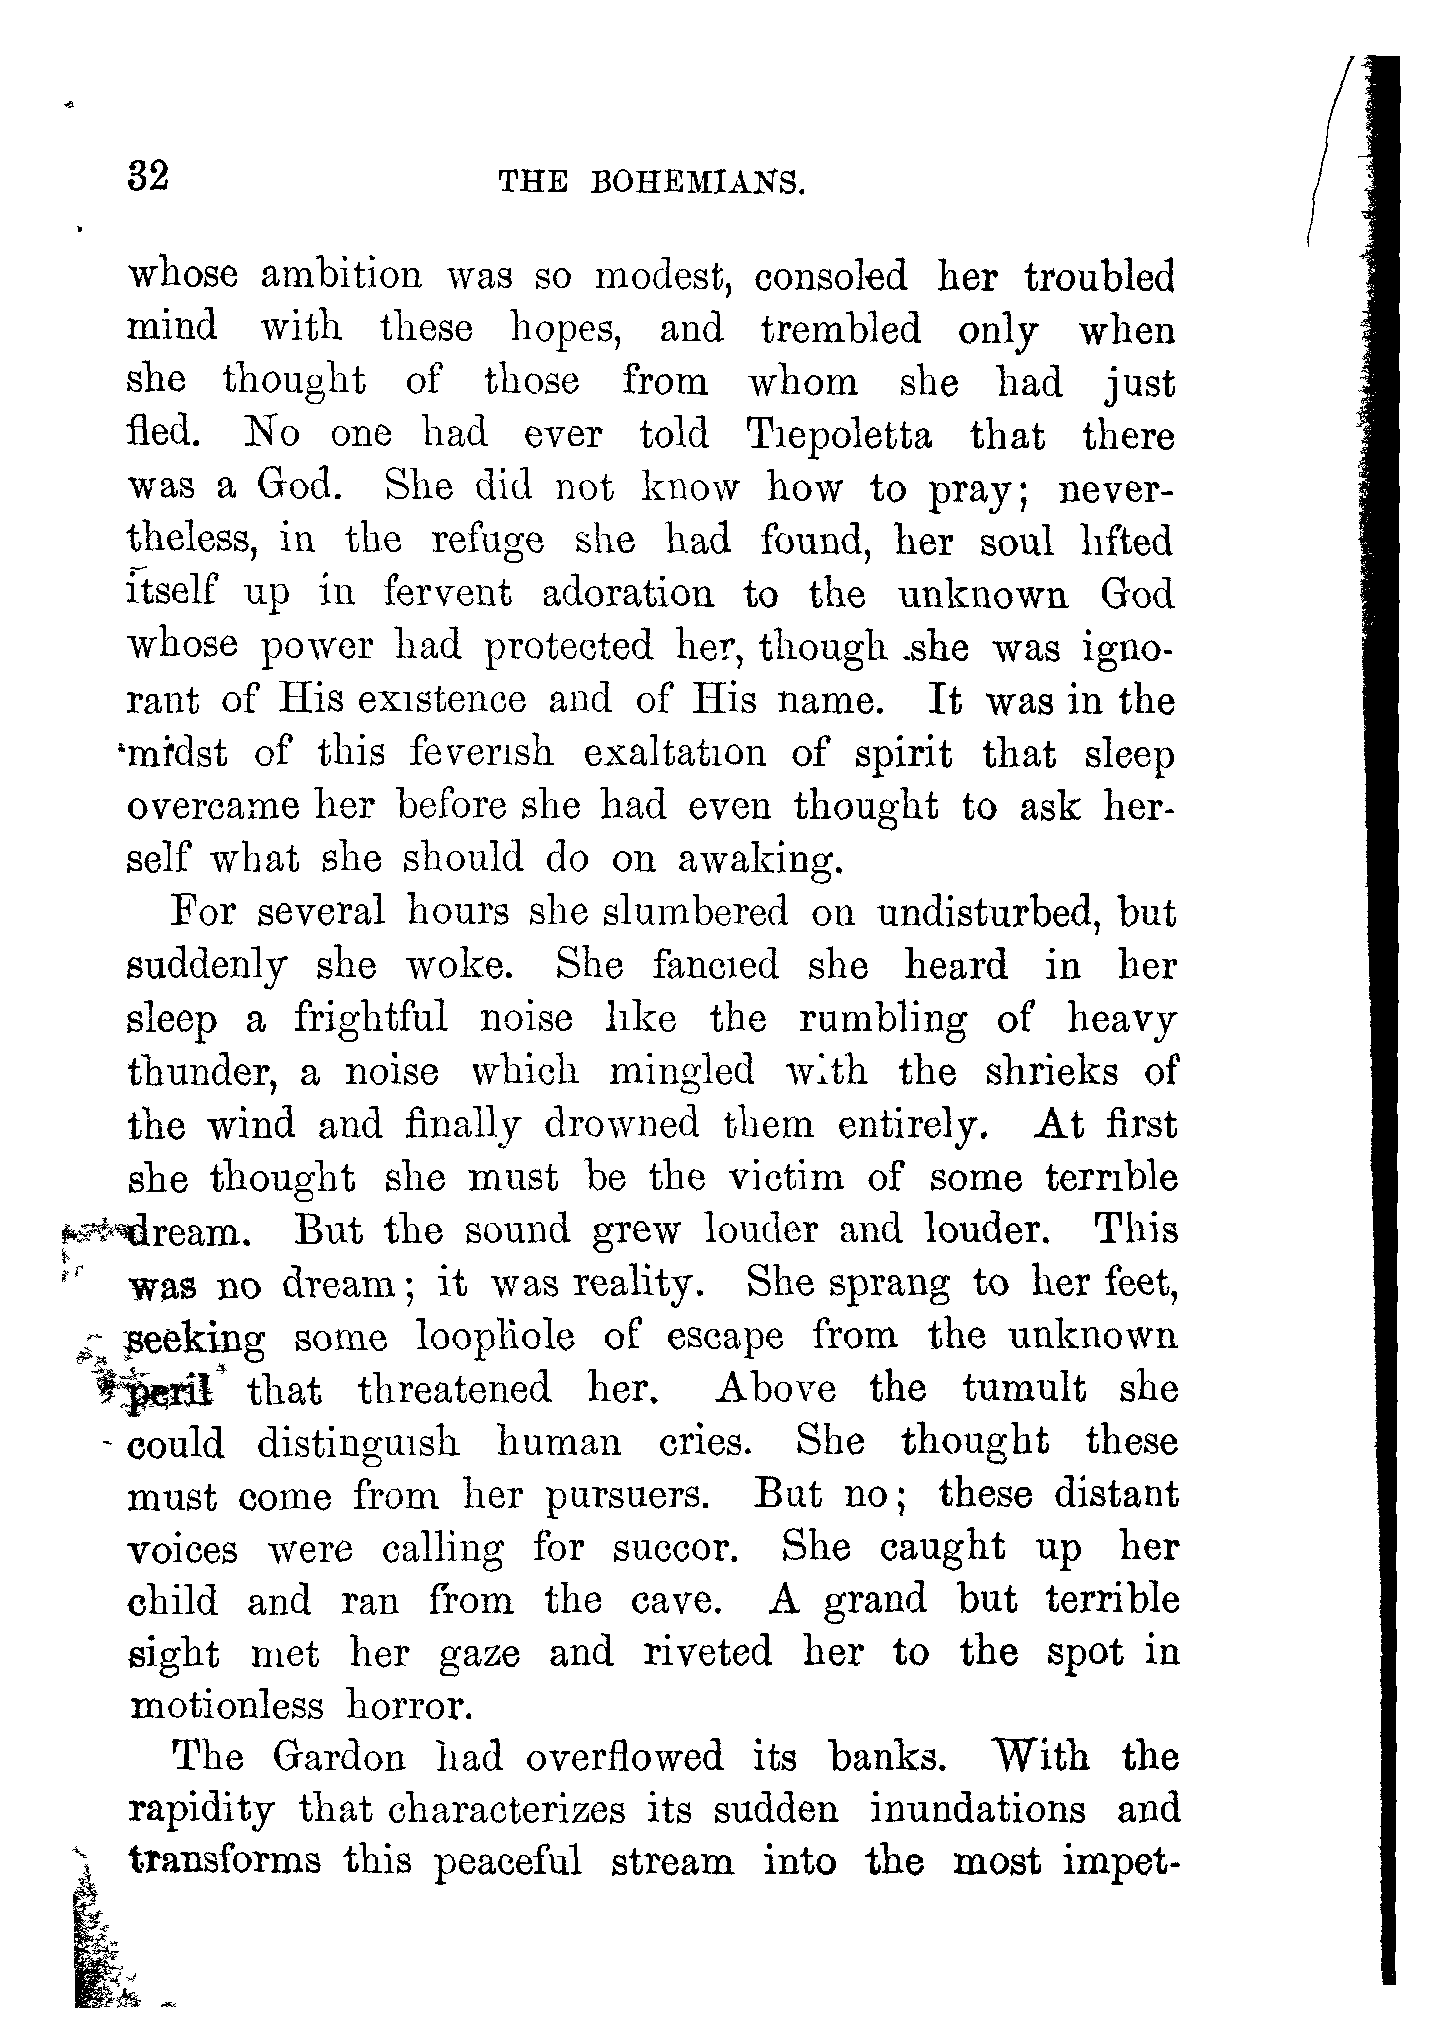 32 THE BOHEMIANS.
whose ambition was so modest, consoled her troubled
mind with these hopes, and trembled only when
she thought of those from whom she had just
fled. No one had ever told Tiepoletta that there
was a God. She did not know how to pray; never-
theless, in the refuge she had found, her soul lifted
itself up in fervent adoration to the unknown God
whose power had protected her, though she was igno-
rant of His existence and of His name. It was in the
midst of this feverish exaltation of spirit that sleep
overcame her before she had even thought to ask her-
self what she should do on awaking.
For several hours she slumbered on undisturbed, but
suddenly she woke. She fancied she heard in her
sleep a frightful noise like the rumbling of heavy
thunder, a noise which mingled with the shrieks of
the wind and finally drowned them entirely. At first
she thought she must be the victim of some terrible
dream. But the sound grew louder and louder. This
was no dream; it was reality. She sprang to her feet,
seeking some loophole of escape from the unknown
peril that threatened her. Above the tumult she
could distinguish human cries. She thought these
must come from her pursuers. But no; these distant
voices were calling for succor. She caught up her
child and ran from the cave. A grand but terrible
sight met her gaze and riveted her to the spot in
motionless horror.
The Gardon had overflowed its banks. With the
rapidity that characterizes its sudden inundations and
transforms this peaceful stream into the most impet-